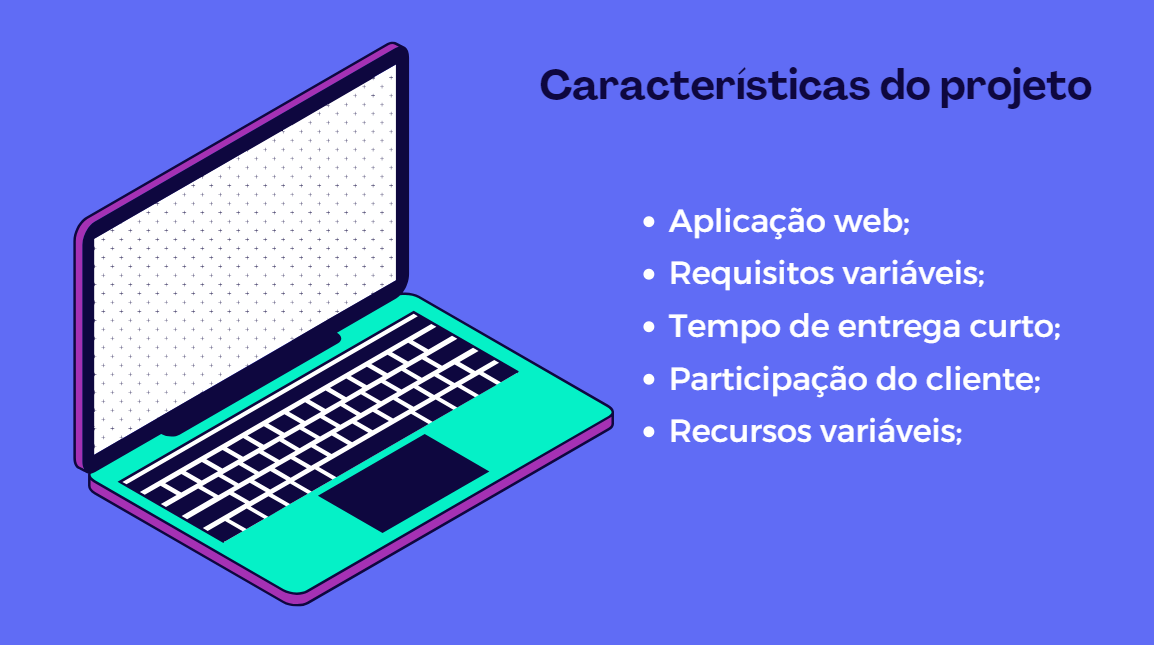 Características do projeto
• Aplicação web;
• Requisitos variáveis;
• Tempo de entrega curto;
• Participação do cliente;
• Recursos variáveis;